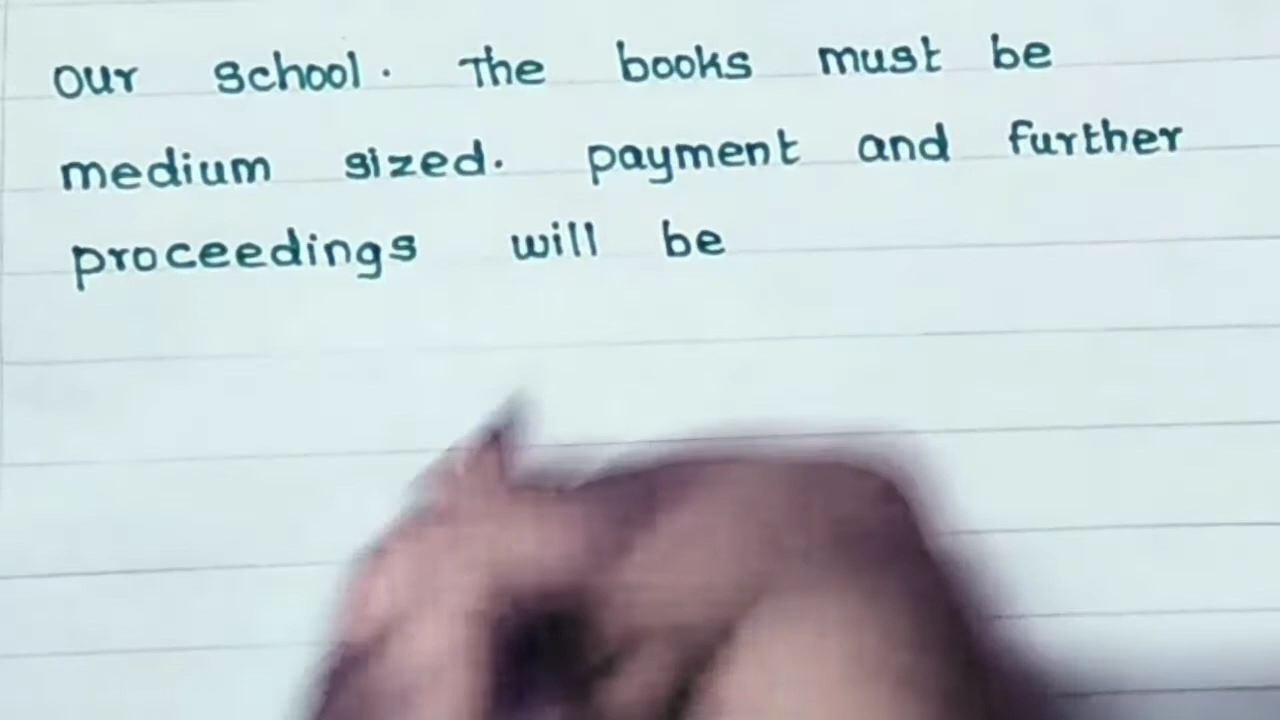 our school. The books must be
medium sized. payment and further
proceedings will be